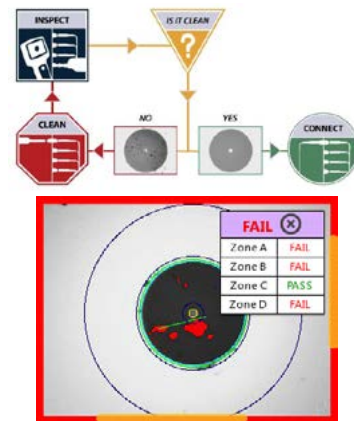 INSPECT
IS IT CLEAN
?
CLEAN
NO
YES
CONNECT
FAIL
Zone A FAIL
Zone B FAIL
Zone C PASS
Zone D FAIL